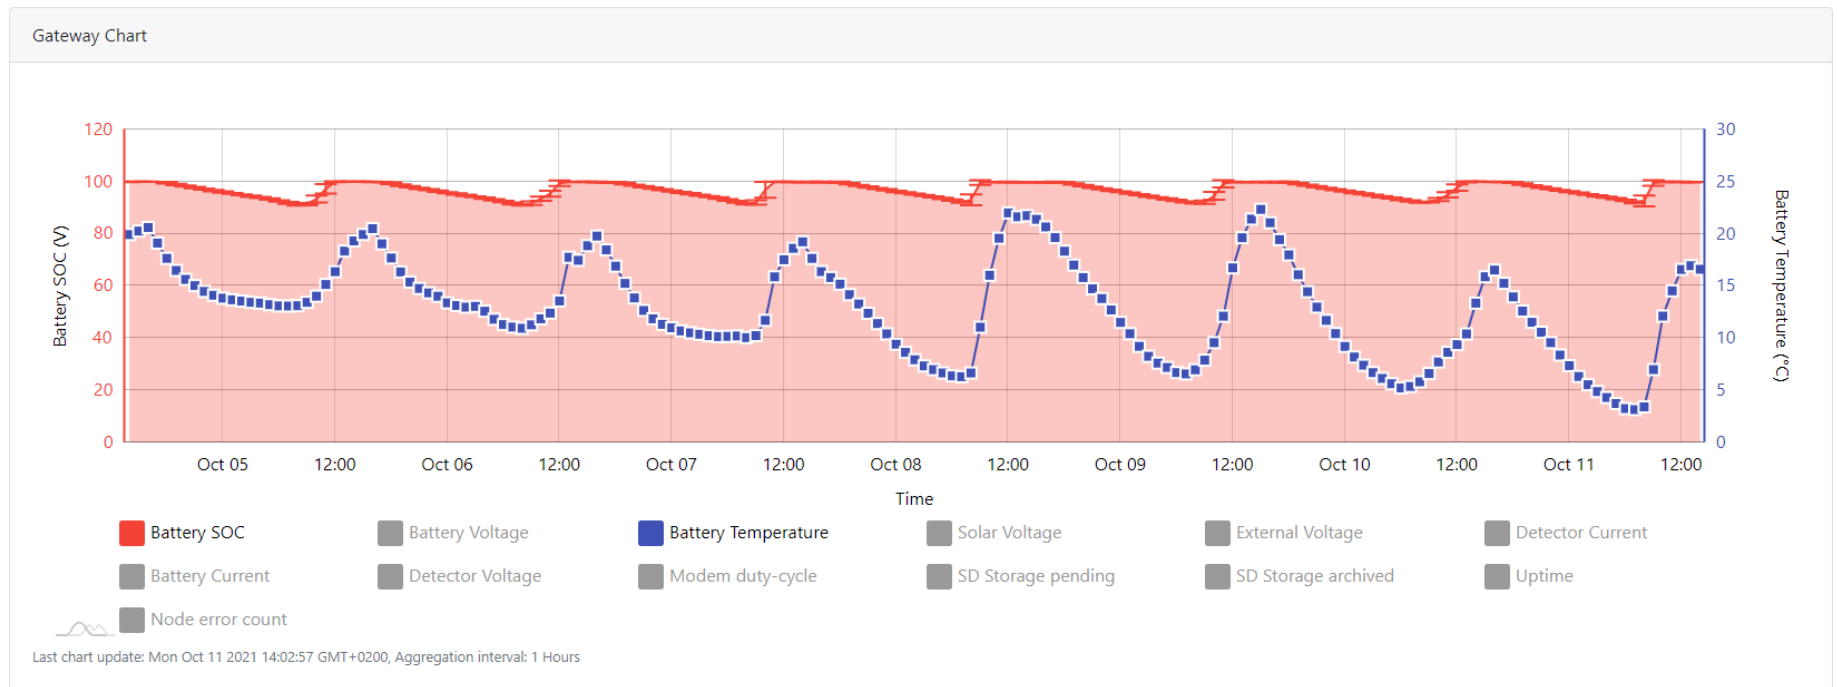 Gateway Chart
120
100
80
60
40
20
0
Battery SOC (V)
30
25
20
15
10
5
0
Battery Temperature (°C)
Oct 05 12:00 Oct 06 12:00 Oct 07 12:00 Oct 08 12:00 Oct 09 12:00 Oct 10 12:00 Oct 11 12:00
Time
Battery SOC Battery Voltage Battery Temperature Solar Voltage External Voltage Detector Current
Battery Current Detector Voltage Modem duty-cycle SD Storage pending SD Storage archived Uptime
Node error count
Last chart update: Mon Oct 11 2021 14:02:57 GMT+0200, Aggregation interval: 1 Hours